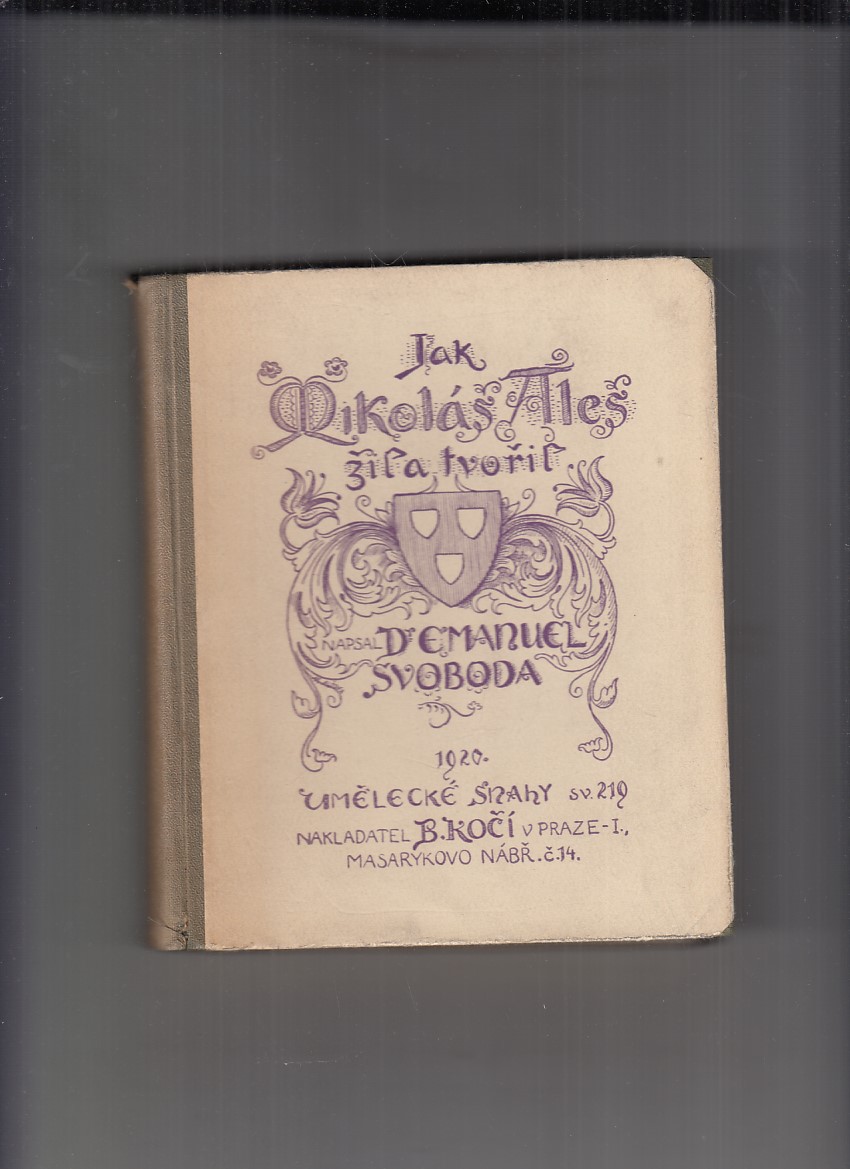 Jak
Mikoláš Aleš
žil a tvořil
NAPSAL Dr EMANUEL
SVOBODA
1920.
UMĚLECKÉ SNAHY SV. 219
NAKLADATEL B. KOČÍ V PRAZE-I.,
MASARYKOVO NÁBŘ. č. 14.